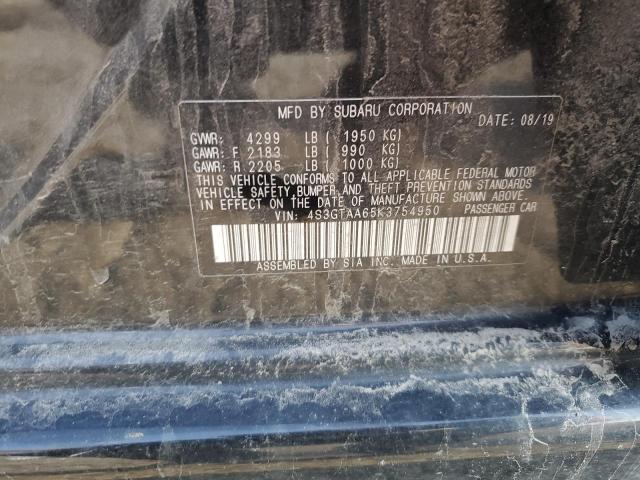 MFD BY SUBARU CORPORATION
DATE: 08/19
GVWR: 4299 LB ( 1950 KG)
GAWR: F 2183 LB ( 990 KG)
GAWR: R 2205 LB ( 1000 KG)
THIS VEHICLE CONFORMS TO ALL APPLICABLE FEDERAL MOTOR
VEHICLE SAFETY, BUMPER AND THEFT PREVENTION STANDARDS
IN EFFECT ON THE DATE OF MANUFACTURE SHOWN ABOVE.
VIN: 4S3GTAA65K3754950 PASSENGER CAR
ASSEMBLED BY SIA INC. MADE IN U.S.A.